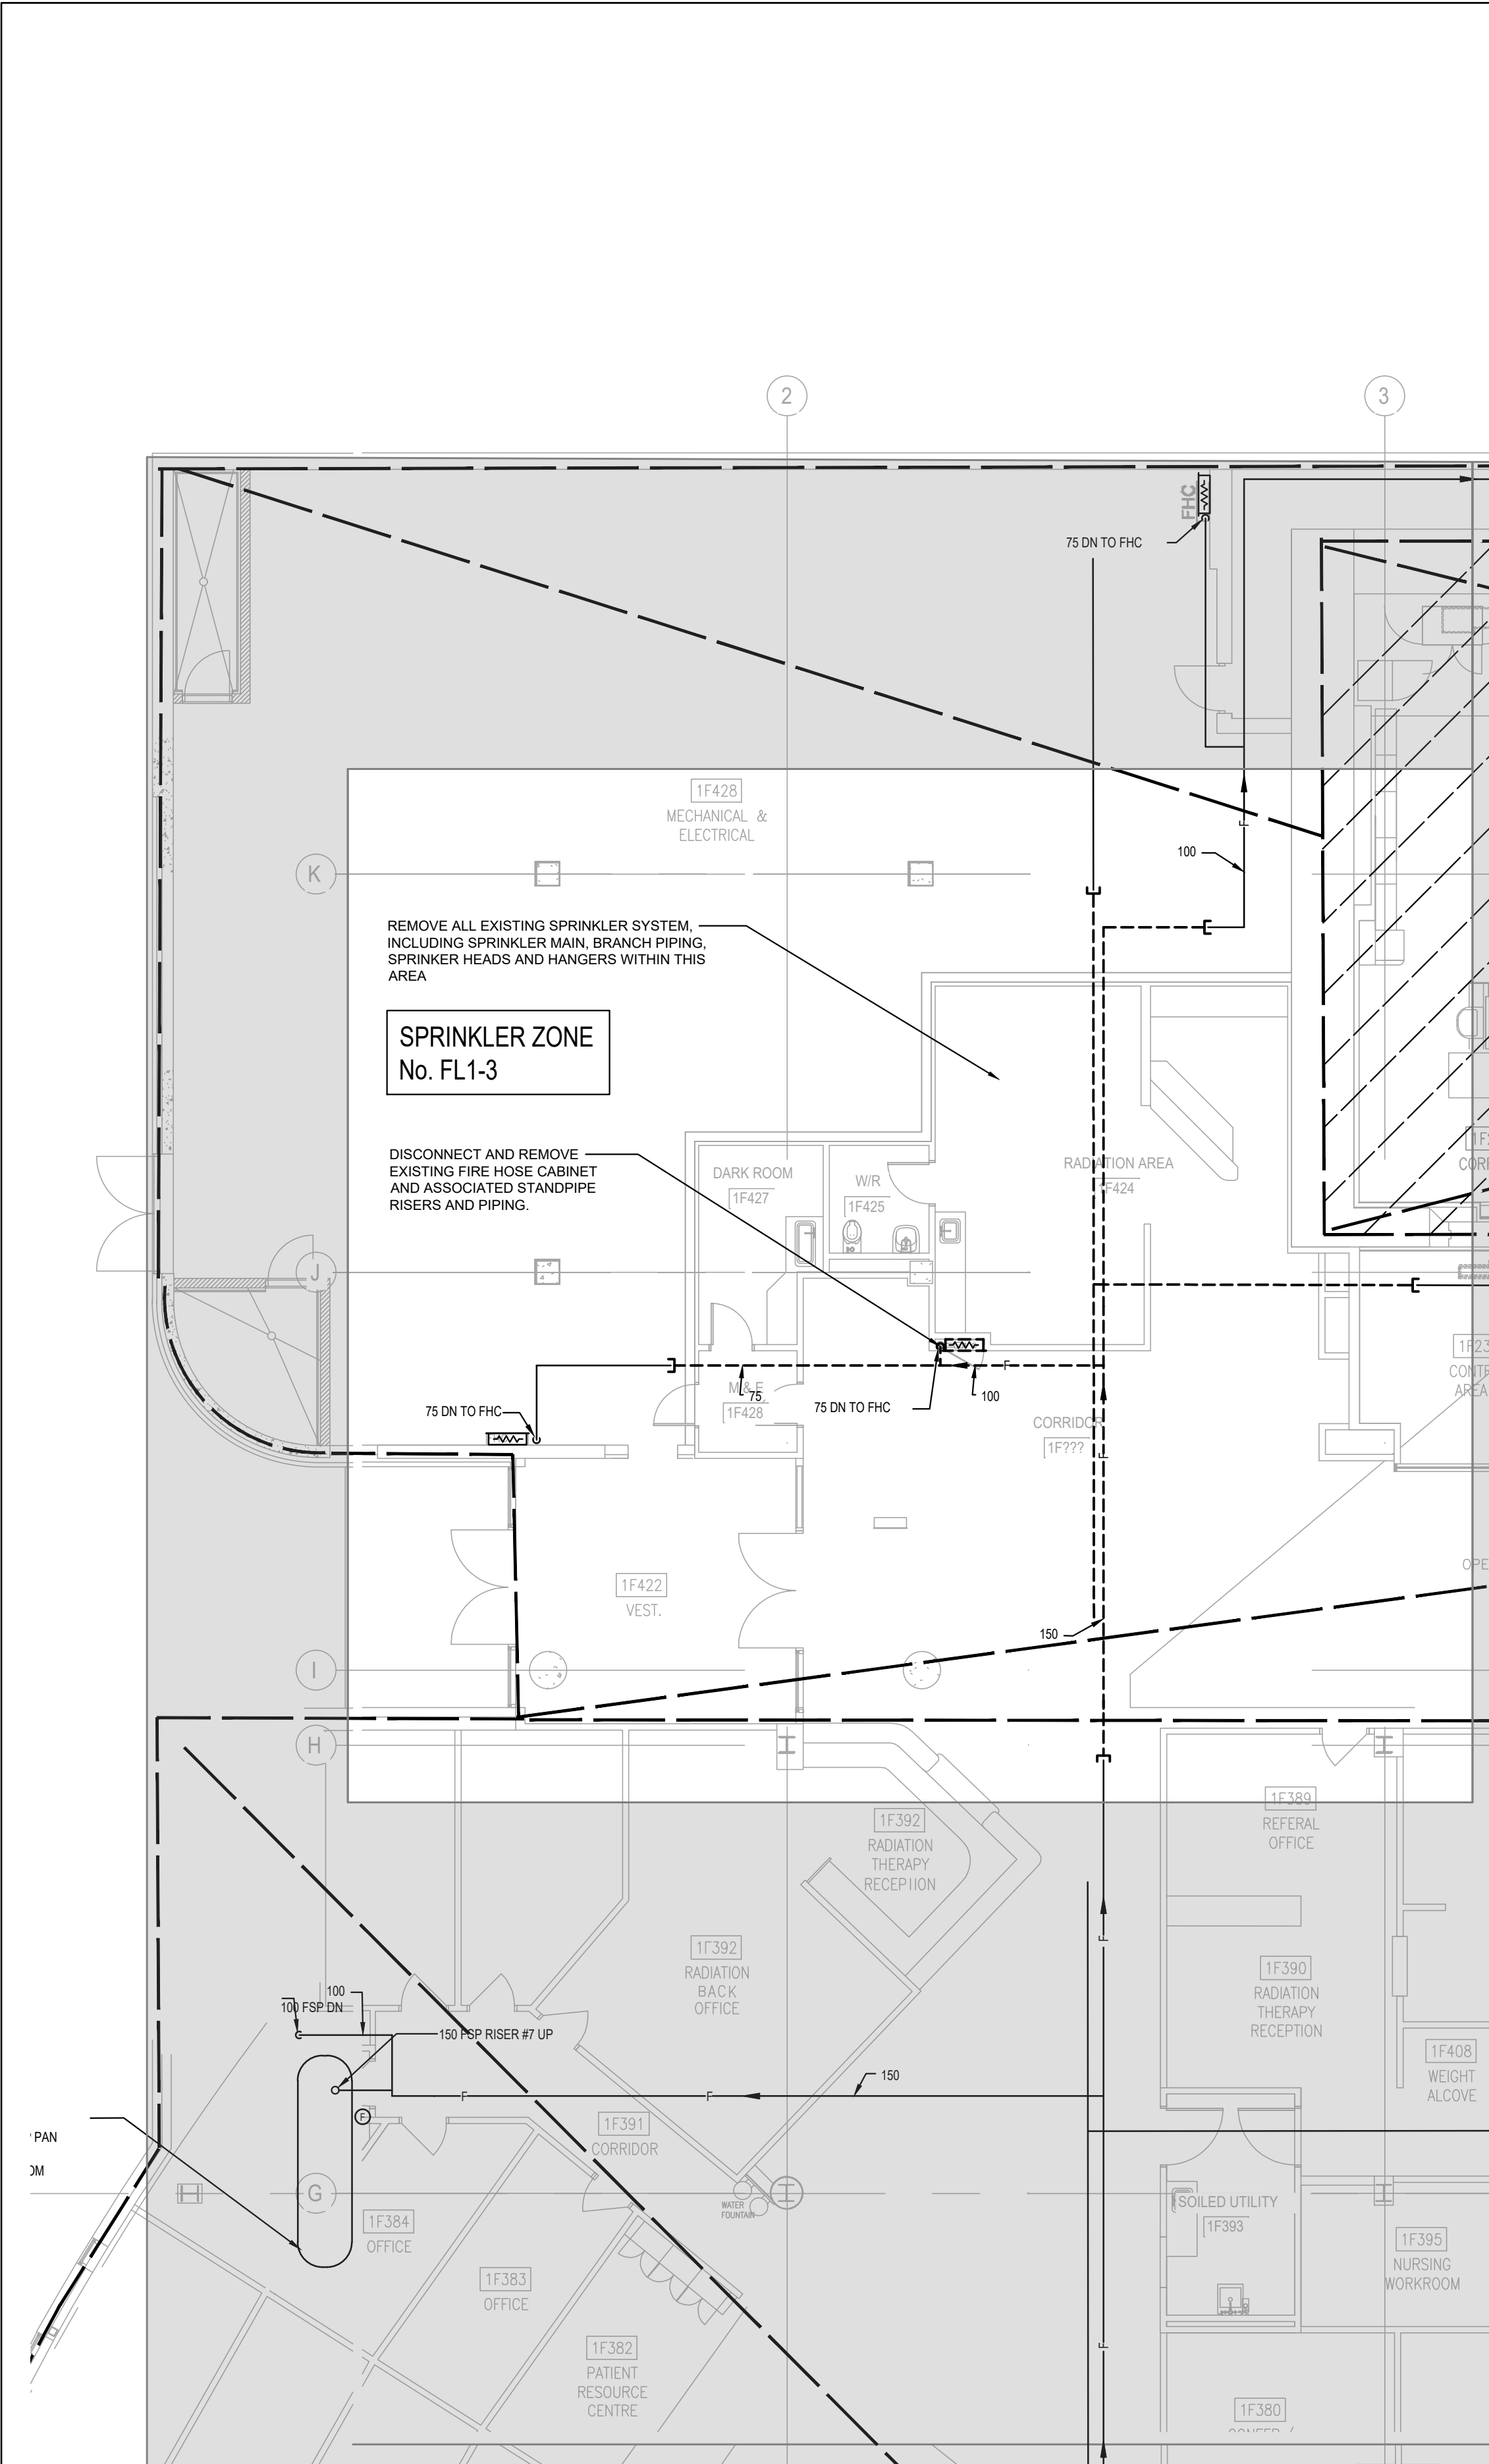 2
3
FHC
75 DN TO FHC
1F428
MECHANICAL &
ELECTRICAL
F
100
K
REMOVE ALL EXISTING SPRINKLER SYSTEM,
INCLUDING SPRINKLER MAIN, BRANCH PIPING,
SPRINKER HEADS AND HANGERS WITHIN THIS
AREA
SPRINKLER ZONE
No. FL1-3
DISCONNECT AND REMOVE
EXISTING FIRE HOSE CABINET
AND ASSOCIATED STANDPIPE
RISERS AND PIPING.
DARK ROOM
1F427
W/R
1F425
RADIATION AREA
1F424
J
F
M & E
1F428
75
75 DN TO FHC
100
75 DN TO FHC
CORRIDOR
1F???
F
1F422
VEST.
150
I
H
1F389
REFERAL
OFFICE
1F392
RADIATION
THERAPY
RECEPIION
F
1Γ392
RADIATION
BACK
OFFICE
1F390
RADIATION
THERAPY
RECEPTION
100
100 FSP DN
150 FSP RISER #7 UP
150
F
F
F
1F408
WEIGHT
ALCOVE
1F391
CORRIDOR
PAN
OM
G
WATER
FOUNTAIN
SOILED UTILITY
1F393
1F384
OFFICE
1F395
NURSING
WORKROOM
1F383
OFFICE
F
1F382
PATIENT
RESOURCE
CENTRE
1F380